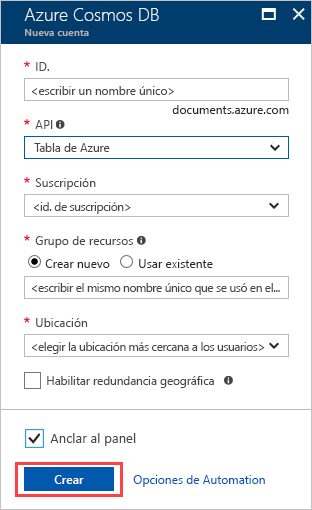 Azure Cosmos DB
Nueva cuenta
* ID.
<escribir un nombre único>
documents.azure.com
* API
Tabla de Azure
* Suscripción
<id. de suscripción>
* Grupo de recursos
Crear nuevo Usar existente
<escribir el mismo nombre único que se usó en el...
* Ubicación
<elegir la ubicación más cercana a los usuarios>
Habilitar redundancia geográfica
Anclar al panel
Crear Opciones de Automation